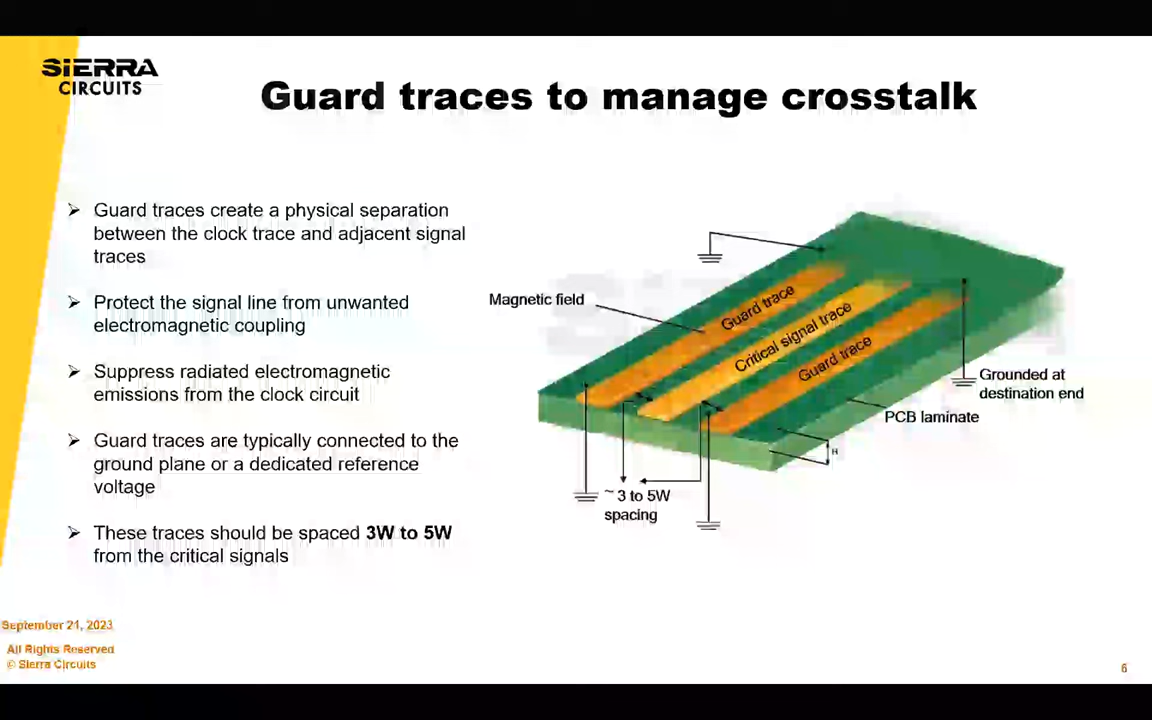 SIERRA
CIRCUITS
Guard traces to manage crosstalk
➢ Guard traces create a physical separation
between the clock trace and adjacent signal
traces
➢ Protect the signal line from unwanted
electromagnetic coupling
➢ Suppress radiated electromagnetic
emissions from the clock circuit
➢ Guard traces are typically connected to the
ground plane or a dedicated reference
voltage
➢ These traces should be spaced 3W to 5W
from the critical signals
Magnetic field
Guard trace
Critical signal trace
Guard trace
Grounded at
destination end
PCB laminate
H
~ 3 to 5W
spacing
September 21, 2023
All Rights Reserved
© Sierra Circuits
6